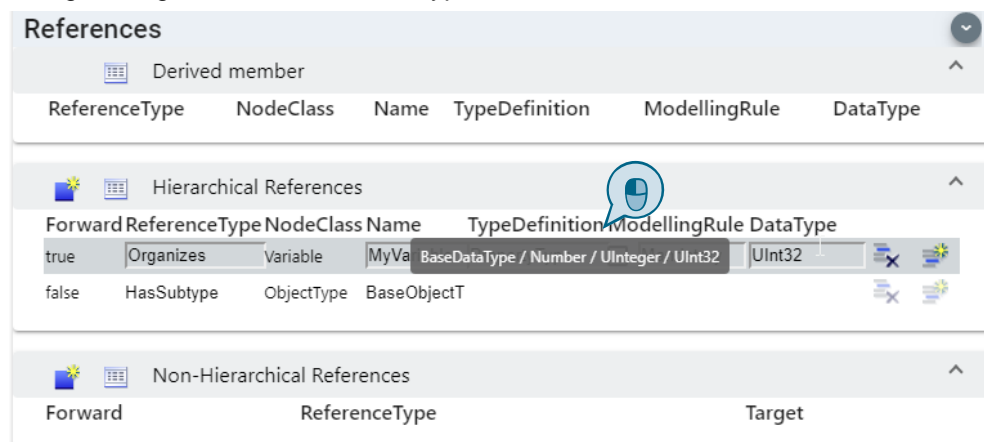 References
Derived member
ReferenceType NodeClass Name TypeDefinition ModellingRule DataType
Hierarchical References
Forward ReferenceType NodeClass Name TypeDefinition ModellingRule DataType
true Organizes Variable MyVa UInt32
BaseDataType / Number / UInteger / UInt32
false HasSubtype ObjectType BaseObjectT
Non-Hierarchical References
Forward ReferenceType Target